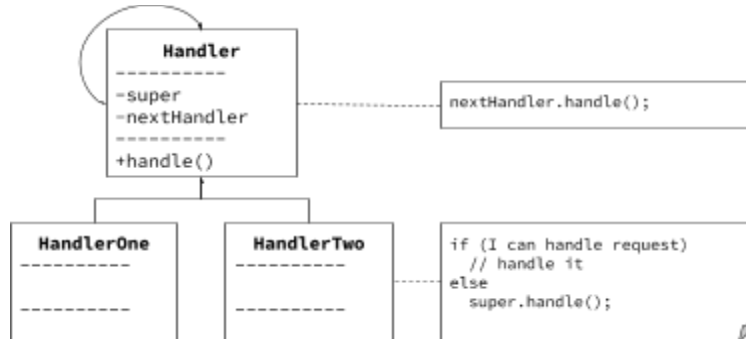 Handler
----------
-super
-nextHandler
----------
+handle()
nextHandler.handle();
HandlerOne
----------
----------
HandlerTwo
----------
----------
if (I can handle request)
// handle it
else
super.handle();